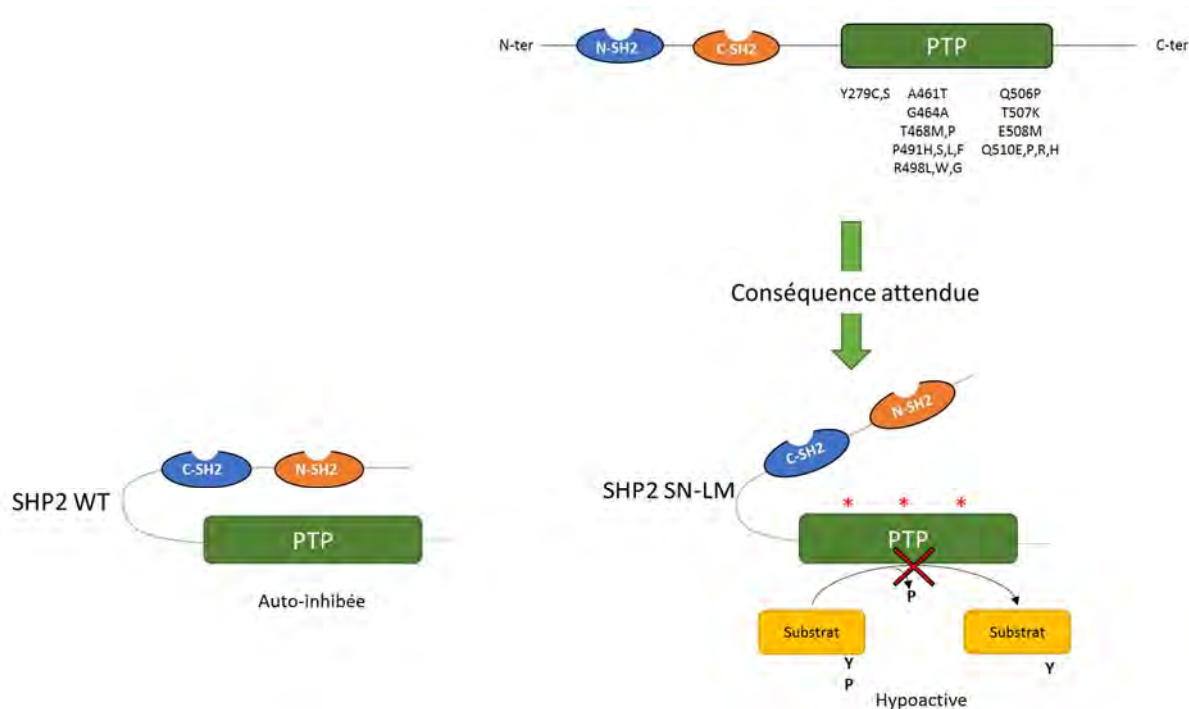 N-ter
N-SH2
C-SH2
PTP
C-ter
Y279C,S
A461T
G464A
T468M,P
P491H,S,L,F
R498L,W,G
Q506P
T507K
E508M
Q510E,P,R,H
Conséquence attendue
C-SH2
N-SH2
SHP2 WT
PTP
Auto-inhibée
N-SH2
C-SH2
SHP2 SN-LM
* * *
PTP
P
Substrat
Y
P
Substrat
Y
Hypoactive